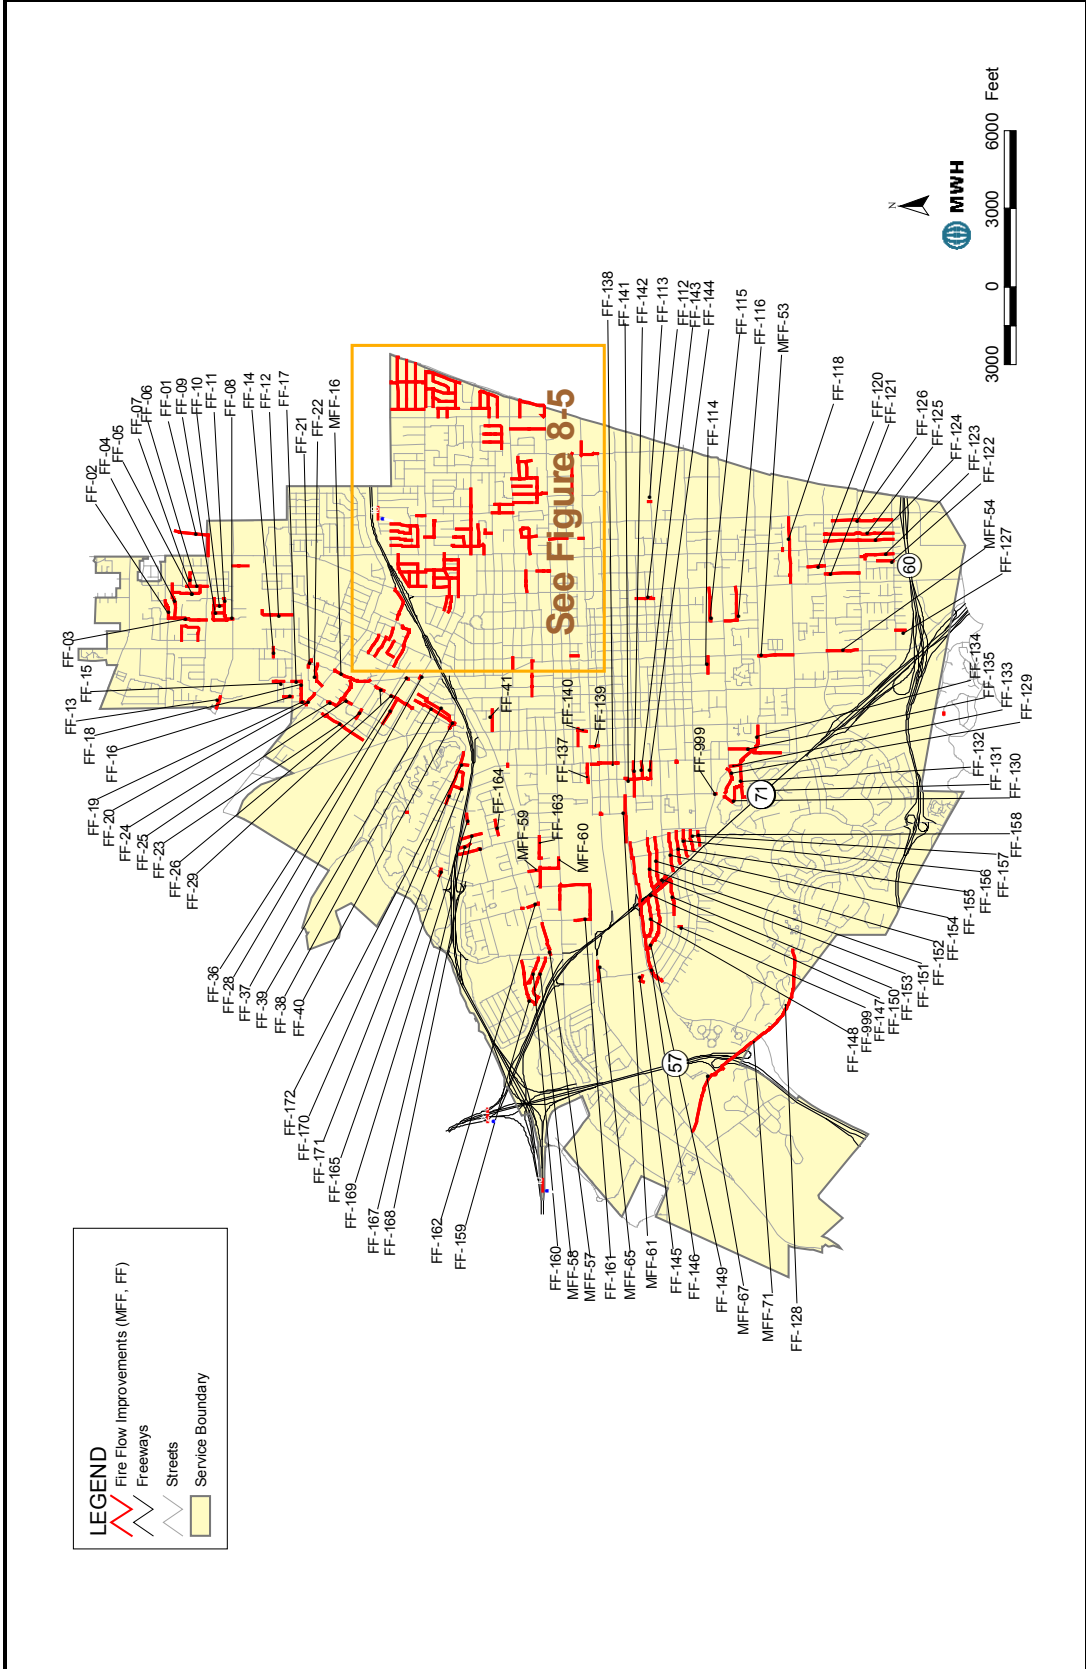 FF-03
FF-15
FF-13
FF-18
FF-16
FF-19
FF-20
FF-24
FF-25
FF-23
FF-26
FF-29
FF-36
FF-28
FF-37
FF-39
FF-38
FF-40
FF-172
FF-170
FF-171
FF-165
FF-169
FF-167
FF-168
FF-162
FF-159
FF-160
MFF-58
MFF-57
FF-161
MFF-65
MFF-61
FF-145
FF-146
FF-149
MFF-67
MFF-71
FF-128
FF-02
FF-04
FF-05
FF-07
FF-06
FF-01
FF-09
FF-10
FF-11
FF-08
FF-14
FF-12
FF-17
FF-21
FF-22
MFF-16
See Figure 8-5
FF-41
FF-164
MFF-59
FF-163
MFF-60
FF-137
FF-140
FF-139
FF-138
FF-141
FF-142
FF-113
FF-112
FF-143
FF-144
FF-114
FF-115
FF-116
MFF-53
FF-118
FF-120
FF-121
FF-126
FF-125
FF-124
FF-123
FF-122
MFF-54
FF-127
FF-999
FF-134
FF-135
FF-133
FF-129
FF-132
FF-131
FF-130
FF-158
FF-157
FF-156
FF-155
FF-154
FF-152
FF-151
FF-153
FF-150
FF-147
FF-999
FF-148
57
71
60
N
MWH
3000 0 3000 6000 Feet
LEGEND
Fire Flow Improvements (MFF, FF)
Freeways
Streets
Service Boundary